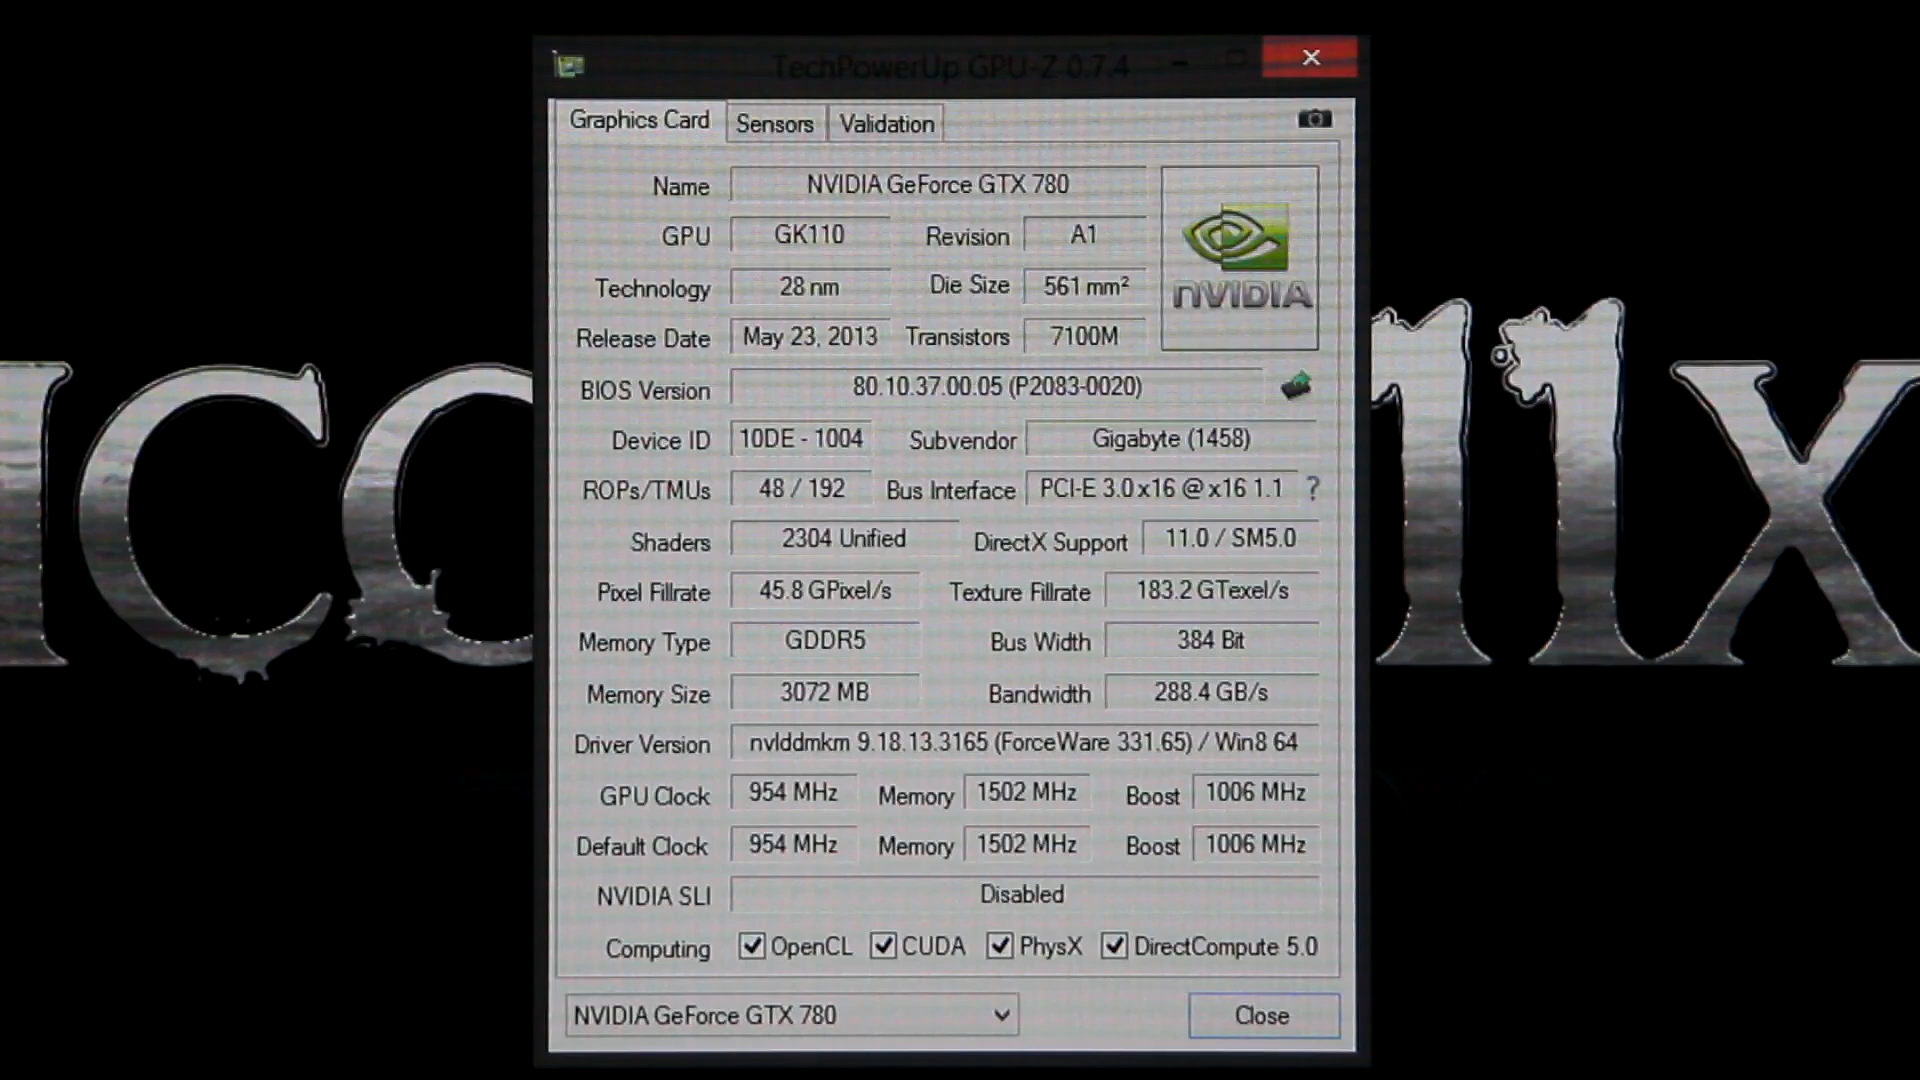 TechPowerUp GPU-Z 0.7.4
Graphics Card Sensors Validation
Name NVIDIA GeForce GTX 780
GPU GK110 Revision A1
Technology 28 nm Die Size 561 mm²
NVIDIA
Release Date May 23, 2013 Transistors 7100M
BIOS Version 80.10.37.00.05 (P2083-0020)
Device ID 10DE - 1004 Subvendor Gigabyte (1458)
ROPs/TMUs 48 / 192 Bus Interface PCI-E 3.0 x16 @ x16 1.1 ?
Shaders 2304 Unified DirectX Support 11.0 / SM5.0
Pixel Fillrate 45.8 GPixel/s Texture Fillrate 183.2 GTexel/s
Memory Type GDDR5 Bus Width 384 Bit
Memory Size 3072 MB Bandwidth 288.4 GB/s
Driver Version nvlddmkm 9.18.13.3165 (ForceWare 331.65) / Win8 64
GPU Clock 954 MHz Memory 1502 MHz Boost 1006 MHz
Default Clock 954 MHz Memory 1502 MHz Boost 1006 MHz
NVIDIA SLI Disabled
Computing OpenCL CUDA PhysX DirectCompute 5.0
NVIDIA GeForce GTX 780 Close